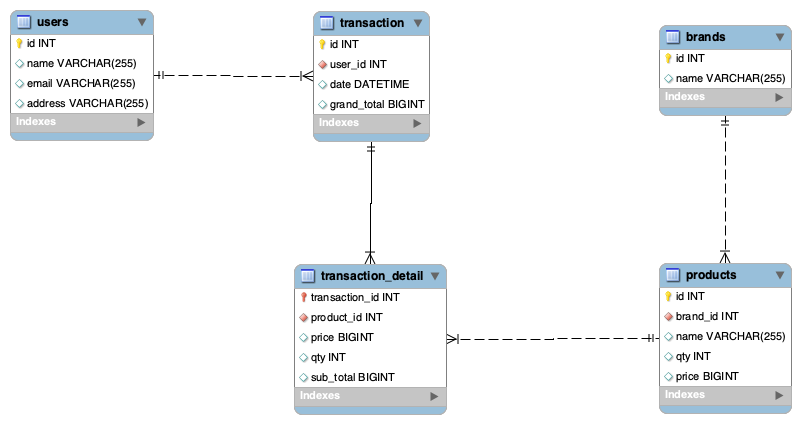 users
id INT
name VARCHAR(255)
email VARCHAR(255)
address VARCHAR(255)
Indexes
transaction
id INT
user_id INT
date DATETIME
grand_total BIGINT
Indexes
brands
id INT
name VARCHAR(255)
Indexes
transaction_detail
transaction_id INT
product_id INT
price BIGINT
qty INT
sub_total BIGINT
Indexes
products
id INT
brand_id INT
name VARCHAR(255)
qty INT
price BIGINT
Indexes